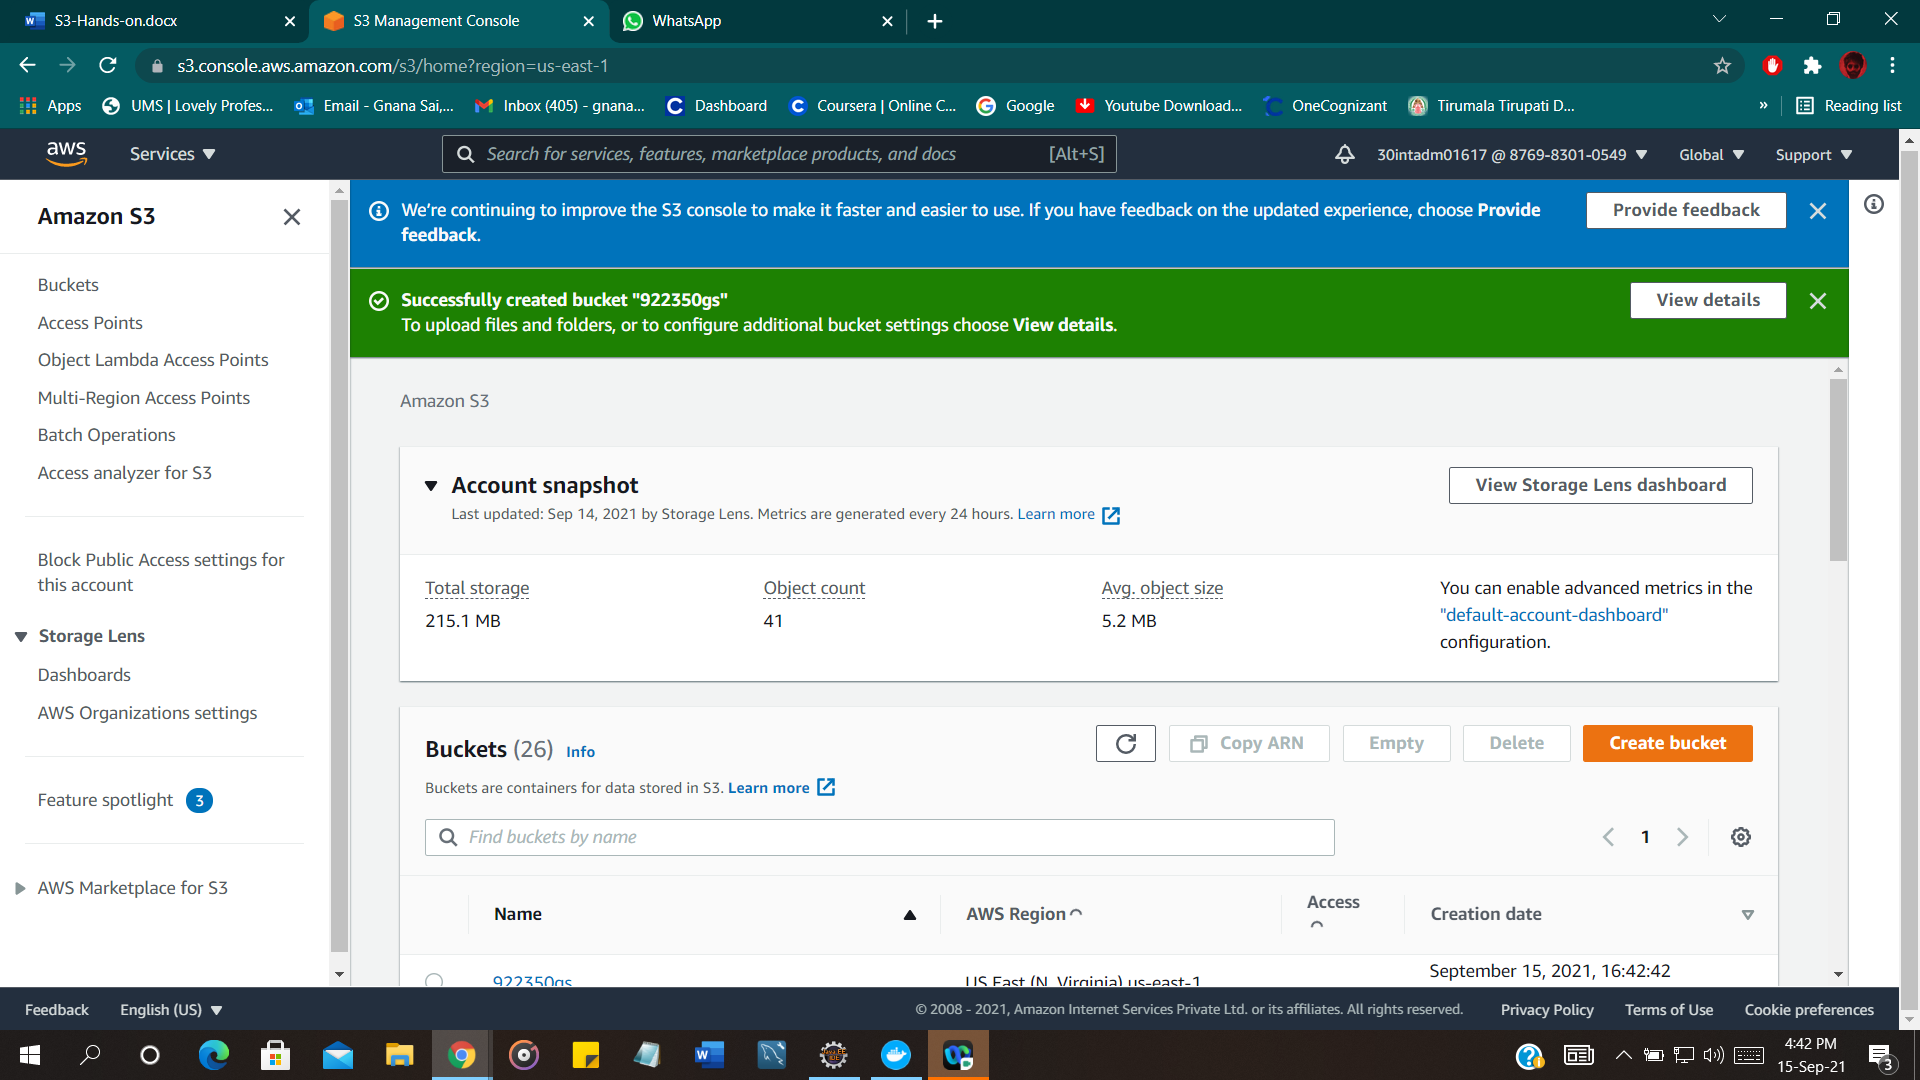 S3-Hands-on.docx
S3 Management Console
WhatsApp
s3.console.aws.amazon.com/s3/home?region=us-east-1
Apps
UMS | Lovely Profes...
Email - Gnana Sai,...
Inbox (405) - gnana...
Dashboard
Coursera | Online C...
Google
Youtube Download...
OneCognizant
Tirumala Tirupati D...
»
Reading list
aws
Services
Search for services, features, marketplace products, and docs
[Alt+S]
30intadm01617 @ 8769-8301-0549
Global
Support
Amazon S3
Buckets
Access Points
Object Lambda Access Points
Multi-Region Access Points
Batch Operations
Access analyzer for S3
Block Public Access settings for
this account
Storage Lens
Dashboards
AWS Organizations settings
Feature spotlight 3
AWS Marketplace for S3
We're continuing to improve the S3 console to make it faster and easier to use. If you have feedback on the updated experience, choose Provide
feedback.
Provide feedback
Successfully created bucket "922350gs"
To upload files and folders, or to configure additional bucket settings choose View details.
View details
Amazon S3
Account snapshot
Last updated: Sep 14, 2021 by Storage Lens. Metrics are generated every 24 hours. Learn more
View Storage Lens dashboard
Total storage
215.1 MB
Object count
41
Avg. object size
5.2 MB
You can enable advanced metrics in the
"default-account-dashboard"
configuration.
Buckets (26) Info
Buckets are containers for data stored in S3. Learn more
Copy ARN
Empty
Delete
Create bucket
Find buckets by name
1
Name
AWS Region
Access
Creation date
922350gs
US East (N. Virginia) us-east-1
September 15, 2021, 16:42:42
Feedback
English (US)
© 2008 - 2021, Amazon Internet Services Private Ltd. or its affiliates. All rights reserved.
Privacy Policy
Terms of Use
Cookie preferences
4:42 PM
15-Sep-21
3